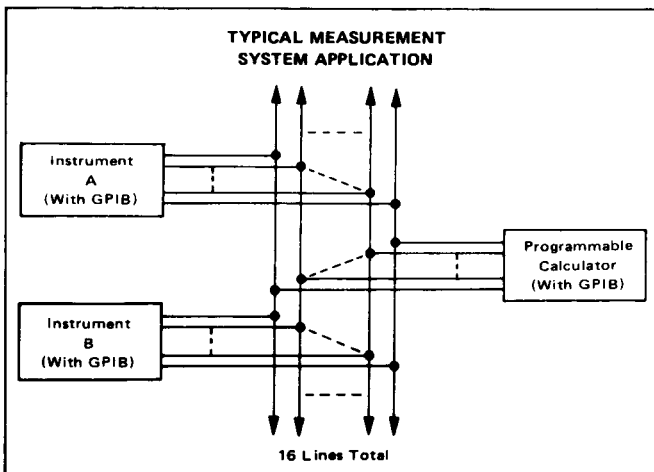 TYPICAL MEASUREMENT
SYSTEM APPLICATION
Instrument
A
(With GPIB)
Programmable
Calculator
(With GPIB)
Instrument
B
(With GPIB)
16 Lines Total